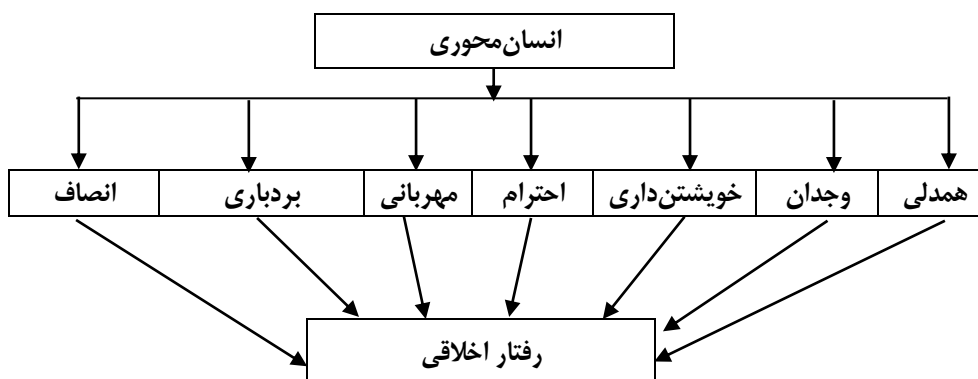 انسان‌محوری
همدلی وجدان خویشتن‌داری احترام مهربانی بردباری انصاف
رفتار اخلاقی